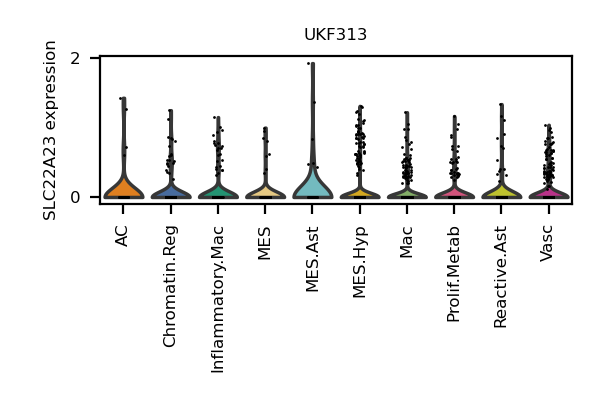 UKF313
SLC22A23 expression
2
0
AC
Chromatin.Reg
Inflammatory.Mac
MES
MES.Ast
MES.Hyp
Mac
Prolif.Metab
Reactive.Ast
Vasc